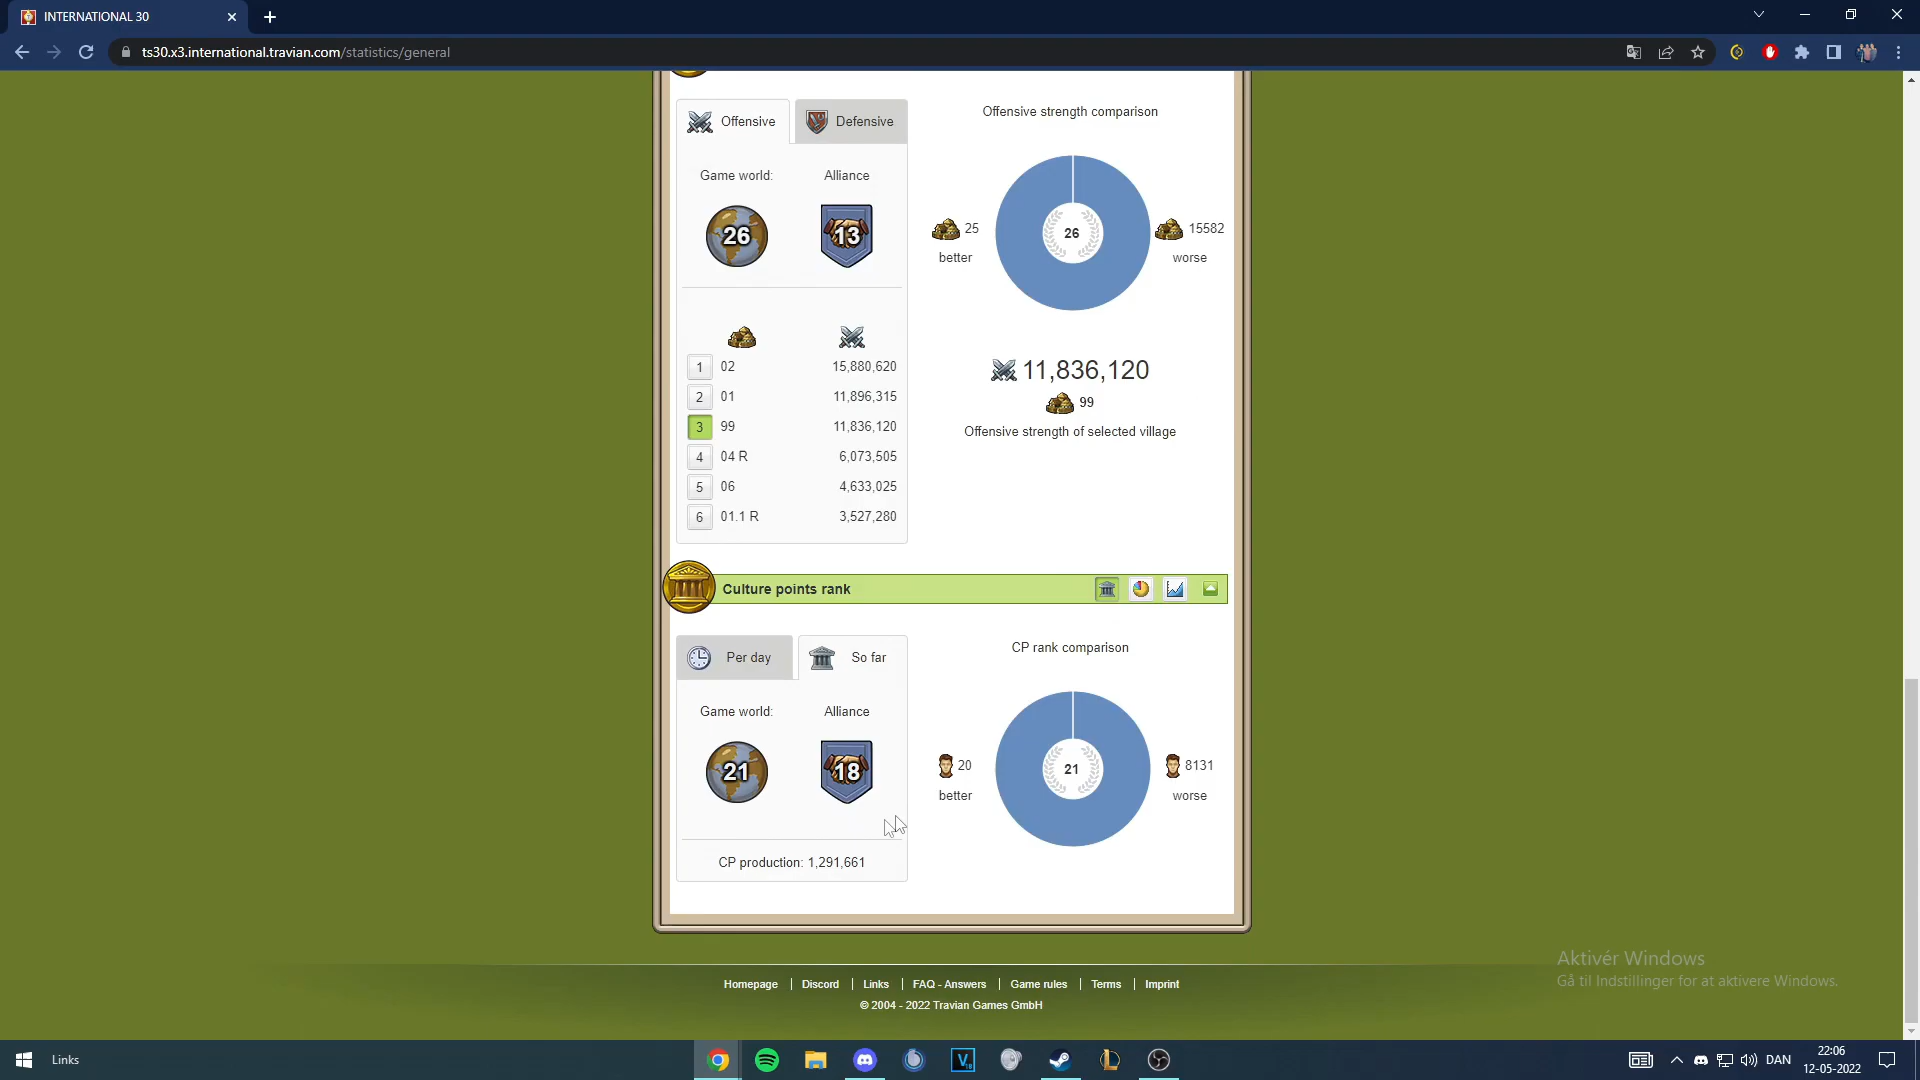 INTERNATIONAL 30
ts30.x3.international.travian.com/statistics/general
Offensive
Defensive
Game world:
Alliance
26
13
Offensive strength comparison
25
better
26
15582
worse
1 02 15,880,620
2 01 11,896,315
3 99 11,836,120
4 04 R 6,073,505
5 06 4,633,025
6 01.1 R 3,527,280
11,836,120
99
Offensive strength of selected village
Culture points rank
Per day
So far
Game world:
Alliance
21
18
CP production: 1,291,661
CP rank comparison
20
better
21
8131
worse
Aktivér Windows
Gå til Indstillinger for at aktivere Windows.
Homepage | Discord | Links | FAQ - Answers | Game rules | Terms | Imprint
© 2004 - 2022 Travian Games GmbH
Links
V
18
DAN
22:06
12-05-2022